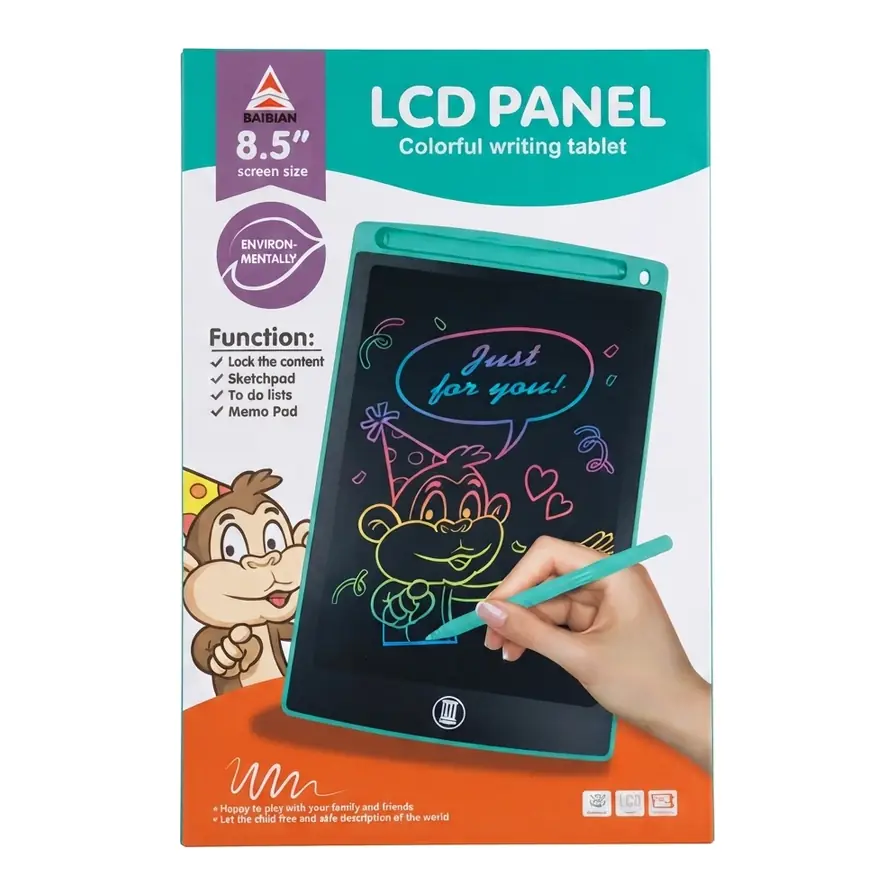 BAIBIAN
8.5"
screen size
LCD PANEL
Colorful writing tablet
ENVIRON-
MENTALLY
Function:
✓ Lock the content
✓ Sketchpad
✓ To do lists
✓ Memo Pad
Just
for you!
Happy to play with your family and friends
Let the child free and safe description of the world
LCD